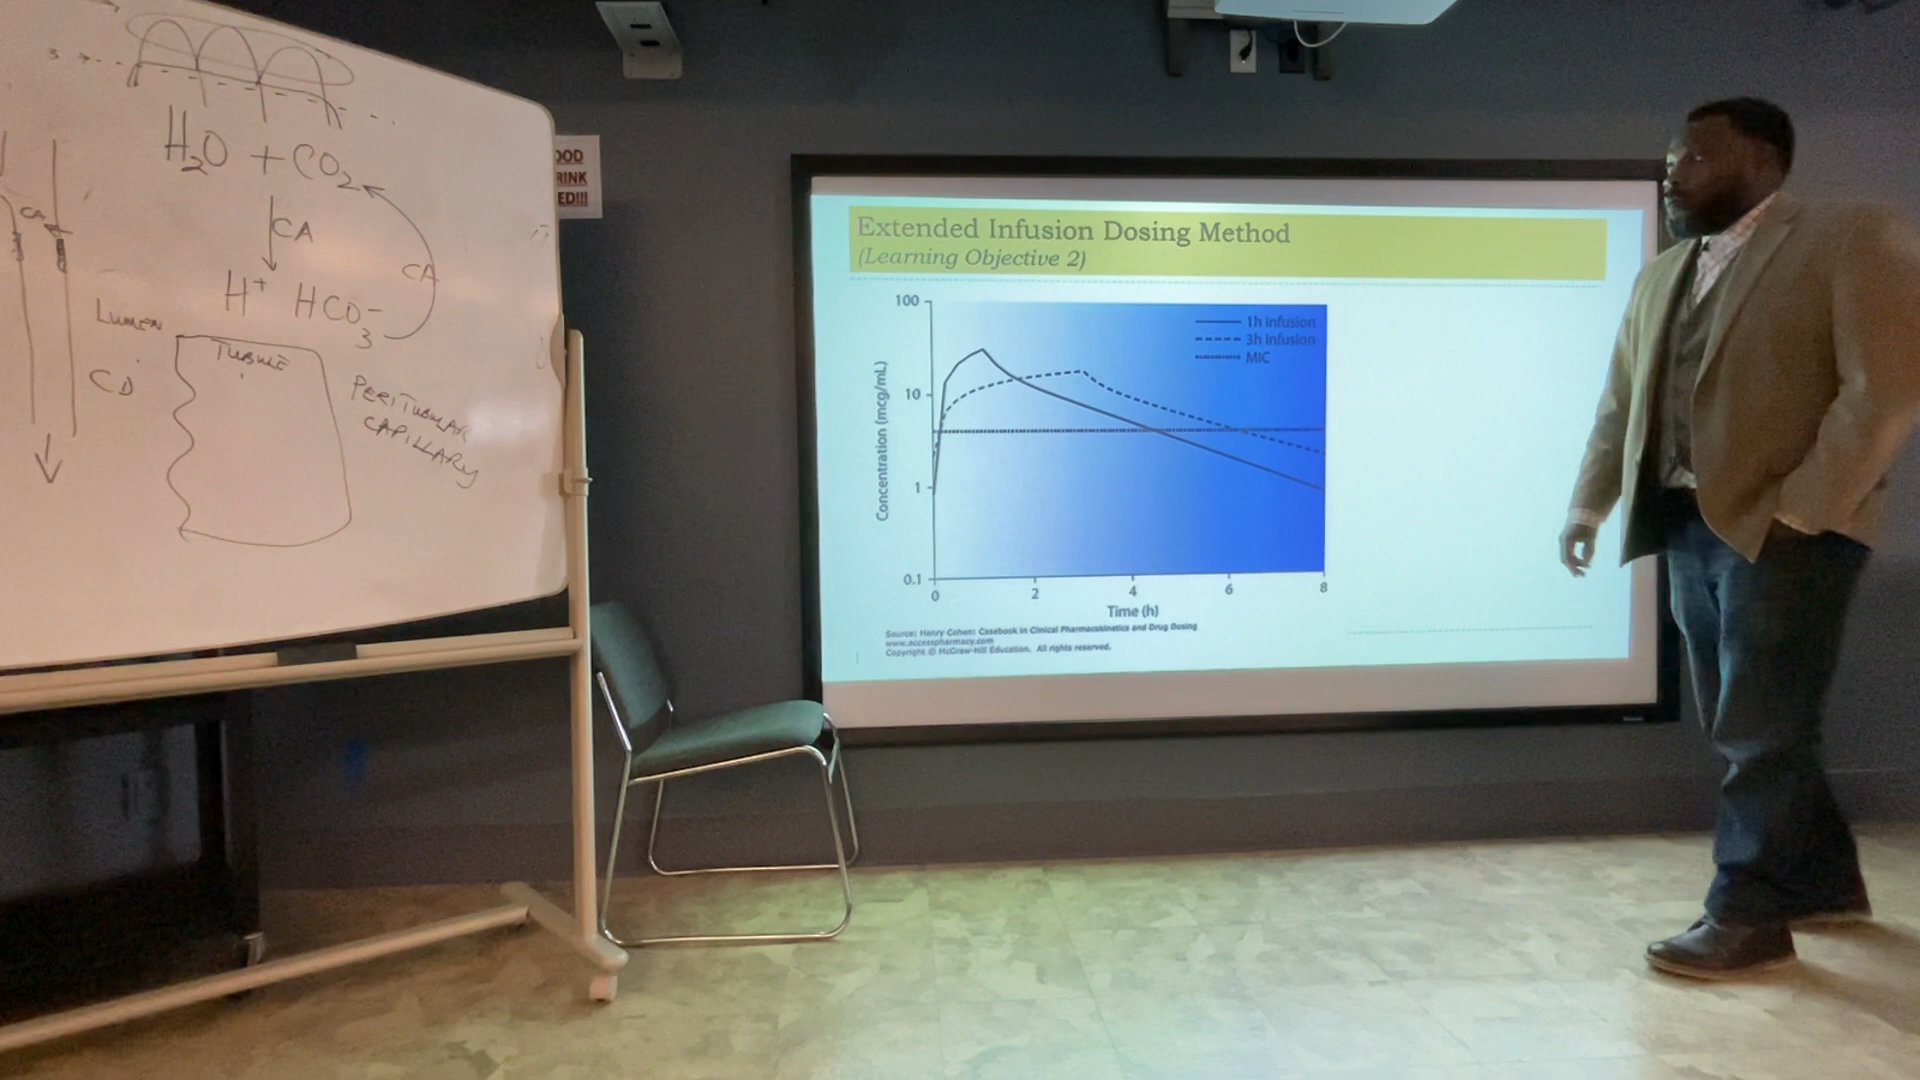 H2O + CO2
CA
CA
CA
H+ HCO3-
LUMEN
TUBULE
CD
PERITUBULAR
CAPILLARY
OOD
RINK
ED!!!
Extended Infusion Dosing Method
(Learning Objective 2)
100
10
1
0.1
Concentration (mcg/mL)
1h infusion
3h infusion
MIC
0 2 4 6 8
Time (h)
Source: Henry Cohen: Casebook in Clinical Pharmacokinetics and Drug Dosing
www.accesspharmacy.com
Copyright © McGraw-Hill Education. All rights reserved.